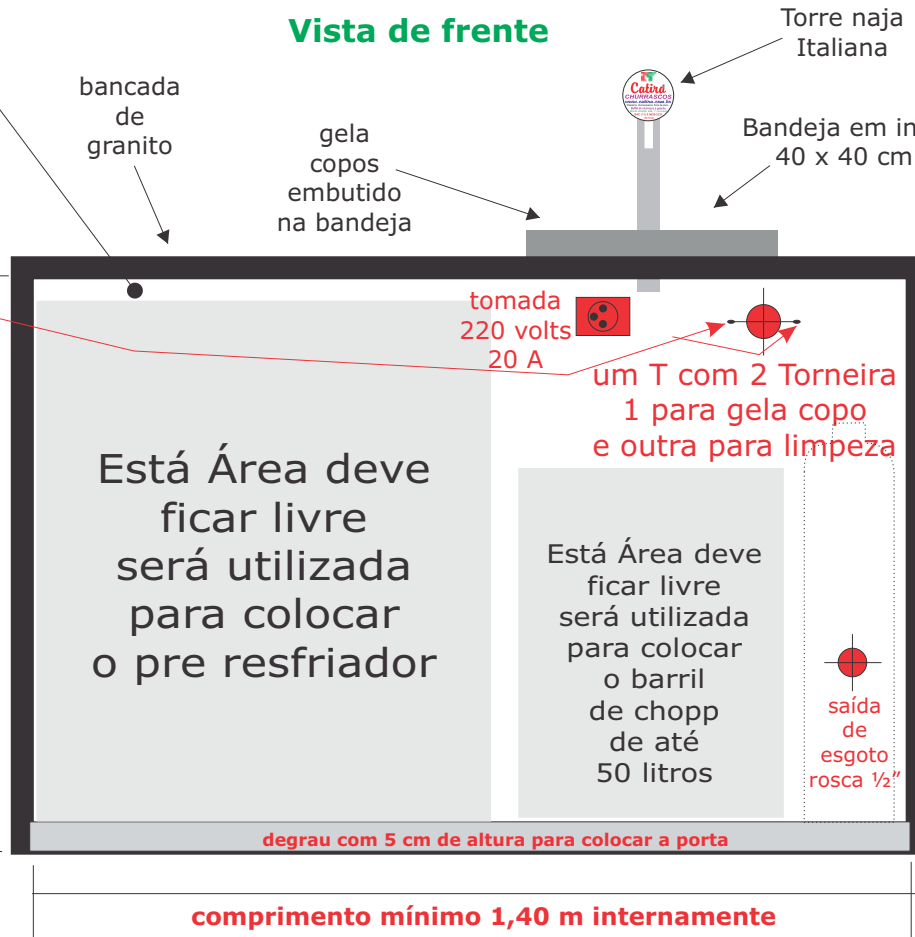 Vista de frente
Torre naja
Italiana
bancada
de
granito
gela
copos
embutido
na bandeja
Catira
CHURRASCOS
www.catira.com.br
Bandeja em in
40 x 40 cm
tomada
220 volts
20 A
um T com 2 Torneira
1 para gela copo
e outra para limpeza
Está Área deve
ficar livre
será utilizada
para colocar
o pre resfriador
Está Área deve
ficar livre
será utilizada
para colocar
o barril
de chopp
de até
50 litros
saída
de
esgoto
rosca ½”
degrau com 5 cm de altura para colocar a porta
comprimento mínimo 1,40 m internamente